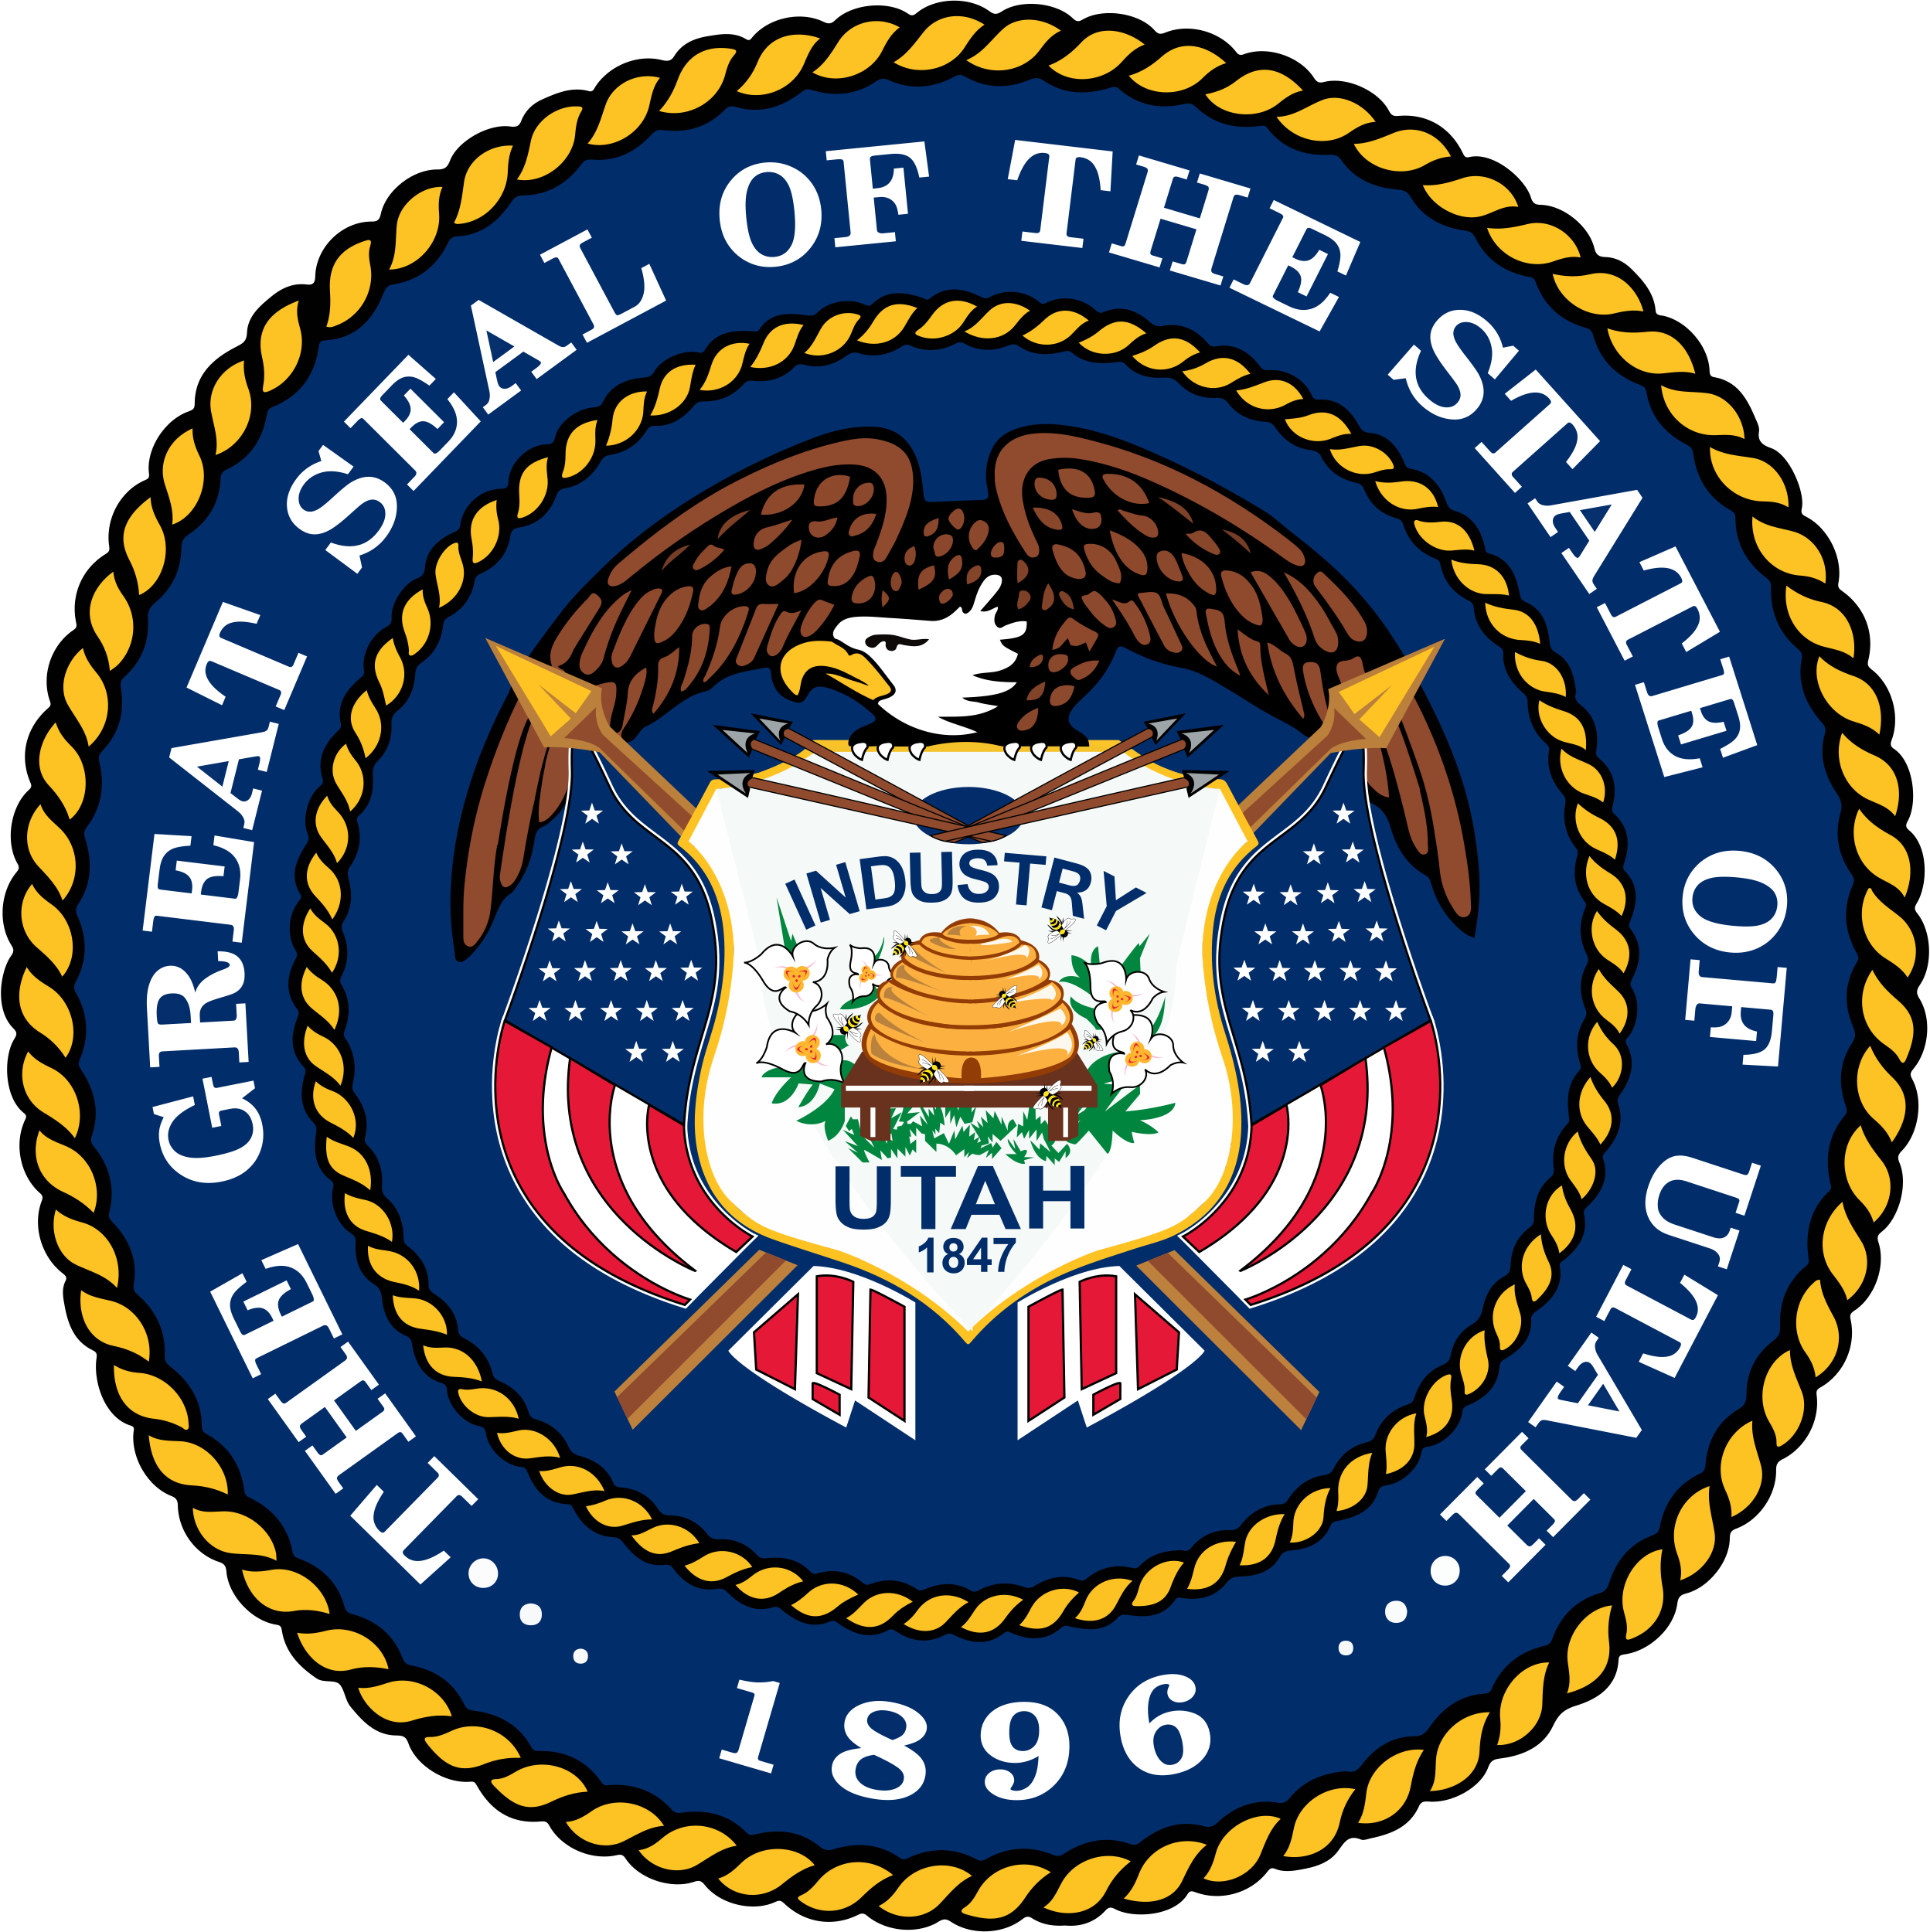 THE GREAT SEAL OF THE STATE OF UTAH
INDUSTRY
UTAH
1847
1896